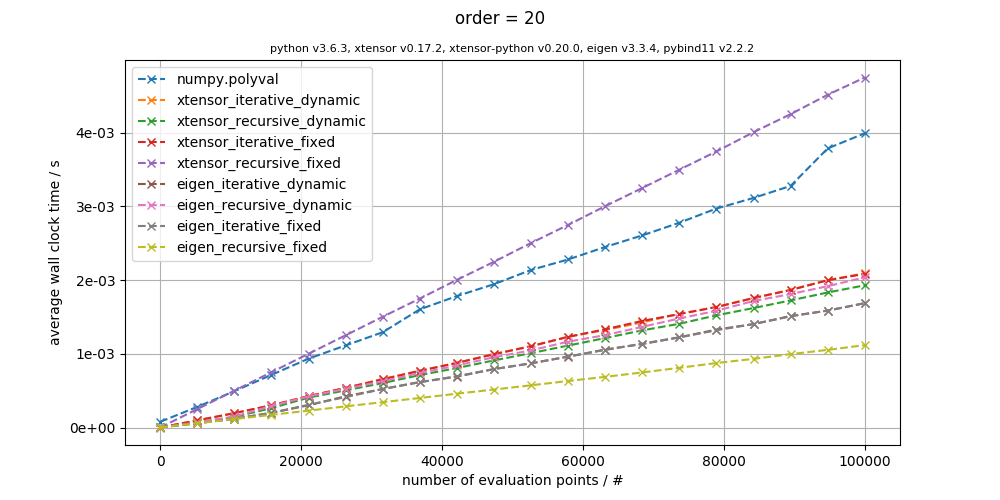 order = 20
python v3.6.3, xtensor v0.17.2, xtensor-python v0.20.0, eigen v3.3.4, pybind11 v2.2.2
numpy.polyval
xtensor_iterative_dynamic
xtensor_recursive_dynamic
xtensor_iterative_fixed
xtensor_recursive_fixed
eigen_iterative_dynamic
eigen_recursive_dynamic
eigen_iterative_fixed
eigen_recursive_fixed
average wall clock time / s
4e-03
3e-03
2e-03
1e-03
0e+00
0 20000 40000 60000 80000 100000
number of evaluation points / #